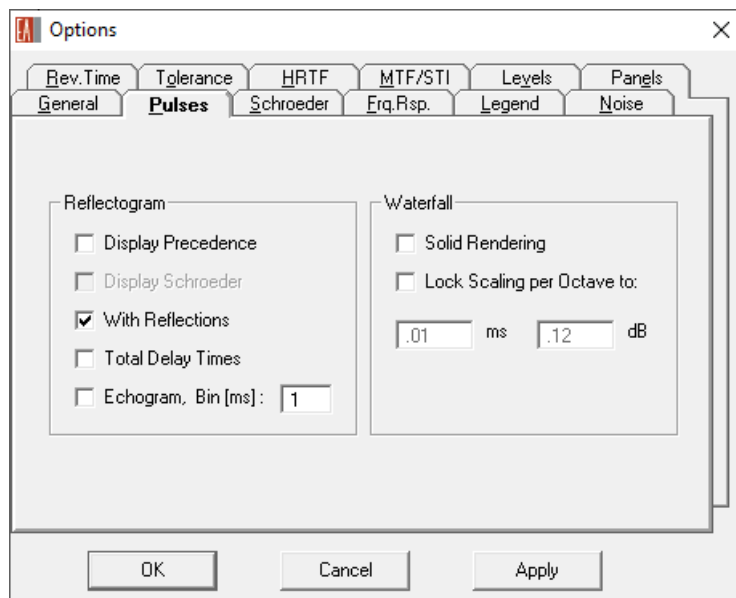 EA Options
Rev.Time Tolerance HRTF MTF/STI Levels Panels
General Pulses Schroeder Frq.Rsp. Legend Noise
Reflectogram
Display Precedence
Display Schroeder
With Reflections
Total Delay Times
Echogram, Bin [ms] : 1
Waterfall
Solid Rendering
Lock Scaling per Octave to:
.01 ms .12 dB
OK Cancel Apply